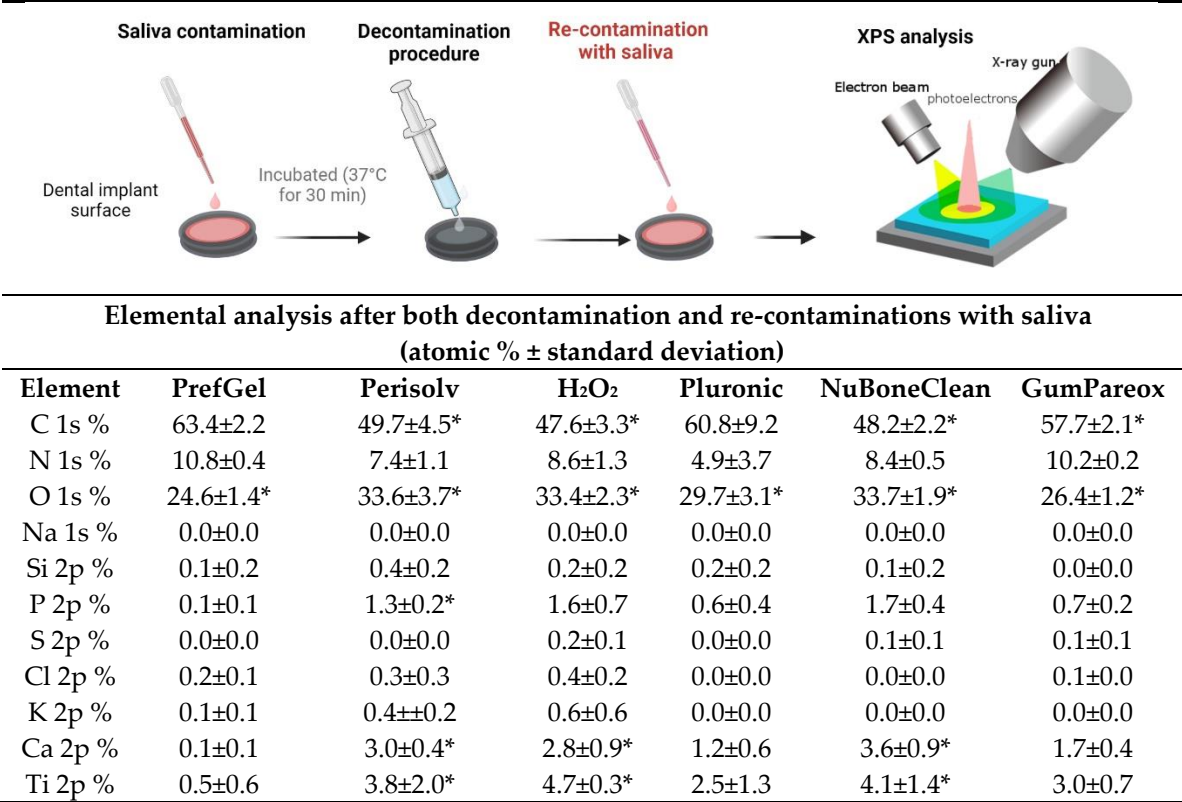 Saliva contamination
Decontamination
procedure
Re-contamination
with saliva
XPS analysis
Dental implant
surface
Incubated (37°C
for 30 min)
Electron beam
photoelectrons
X-ray gun
Elemental analysis after both decontamination and re-contaminations with saliva
(atomic % ± standard deviation)
Element PrefGel Perisolv H₂O₂ Pluronic NuBoneClean GumPareox
C 1s % 63.4±2.2 49.7±4.5* 47.6±3.3* 60.8±9.2 48.2±2.2* 57.7±2.1*
N 1s % 10.8±0.4 7.4±1.1 8.6±1.3 4.9±3.7 8.4±0.5 10.2±0.2
O 1s % 24.6±1.4* 33.6±3.7* 33.4±2.3* 29.7±3.1* 33.7±1.9* 26.4±1.2*
Na 1s % 0.0±0.0 0.0±0.0 0.0±0.0 0.0±0.0 0.0±0.0 0.0±0.0
Si 2p % 0.1±0.2 0.4±0.2 0.2±0.2 0.2±0.2 0.1±0.2 0.0±0.0
P 2p % 0.1±0.1 1.3±0.2* 1.6±0.7 0.6±0.4 1.7±0.4 0.7±0.2
S 2p % 0.0±0.0 0.0±0.0 0.2±0.1 0.0±0.0 0.1±0.1 0.1±0.1
Cl 2p % 0.2±0.1 0.3±0.3 0.4±0.2 0.0±0.0 0.0±0.0 0.1±0.0
K 2p % 0.1±0.1 0.4±±0.2 0.6±0.6 0.0±0.0 0.0±0.0 0.0±0.0
Ca 2p % 0.1±0.1 3.0±0.4* 2.8±0.9* 1.2±0.6 3.6±0.9* 1.7±0.4
Ti 2p % 0.5±0.6 3.8±2.0* 4.7±0.3* 2.5±1.3 4.1±1.4* 3.0±0.7